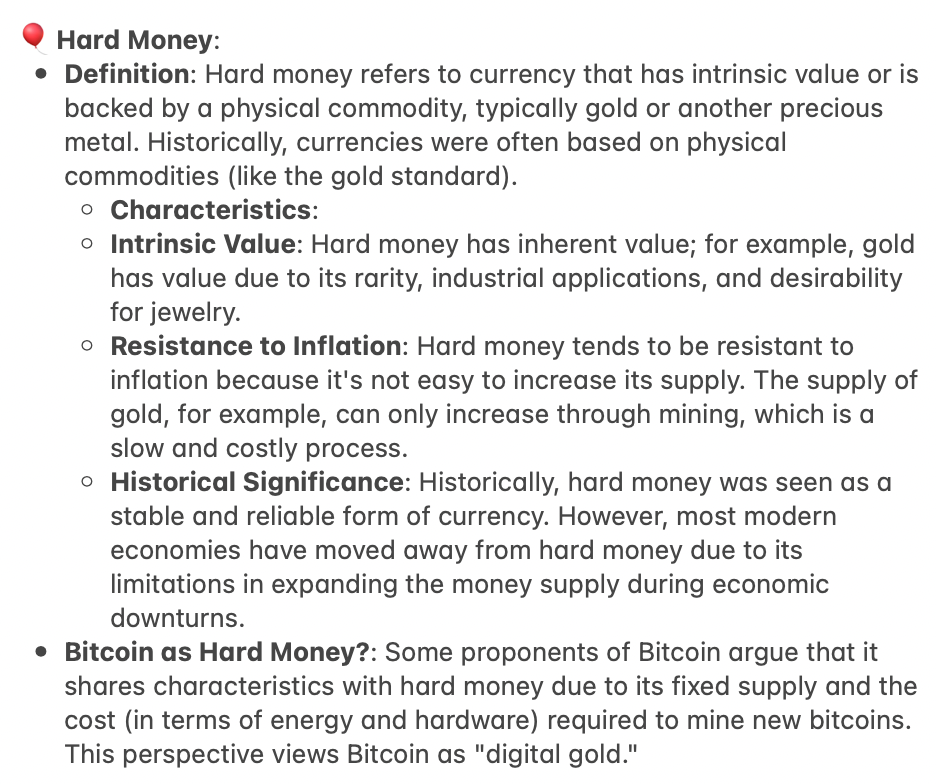 🎈 Hard Money:
• Definition: Hard money refers to currency that has intrinsic value or is
backed by a physical commodity, typically gold or another precious
metal. Historically, currencies were often based on physical
commodities (like the gold standard).
◦ Characteristics:
◦ Intrinsic Value: Hard money has inherent value; for example, gold
has value due to its rarity, industrial applications, and desirability
for jewelry.
◦ Resistance to Inflation: Hard money tends to be resistant to
inflation because it's not easy to increase its supply. The supply of
gold, for example, can only increase through mining, which is a
slow and costly process.
◦ Historical Significance: Historically, hard money was seen as a
stable and reliable form of currency. However, most modern
economies have moved away from hard money due to its
limitations in expanding the money supply during economic
downturns.
• Bitcoin as Hard Money?: Some proponents of Bitcoin argue that it
shares characteristics with hard money due to its fixed supply and the
cost (in terms of energy and hardware) required to mine new bitcoins.
This perspective views Bitcoin as "digital gold."